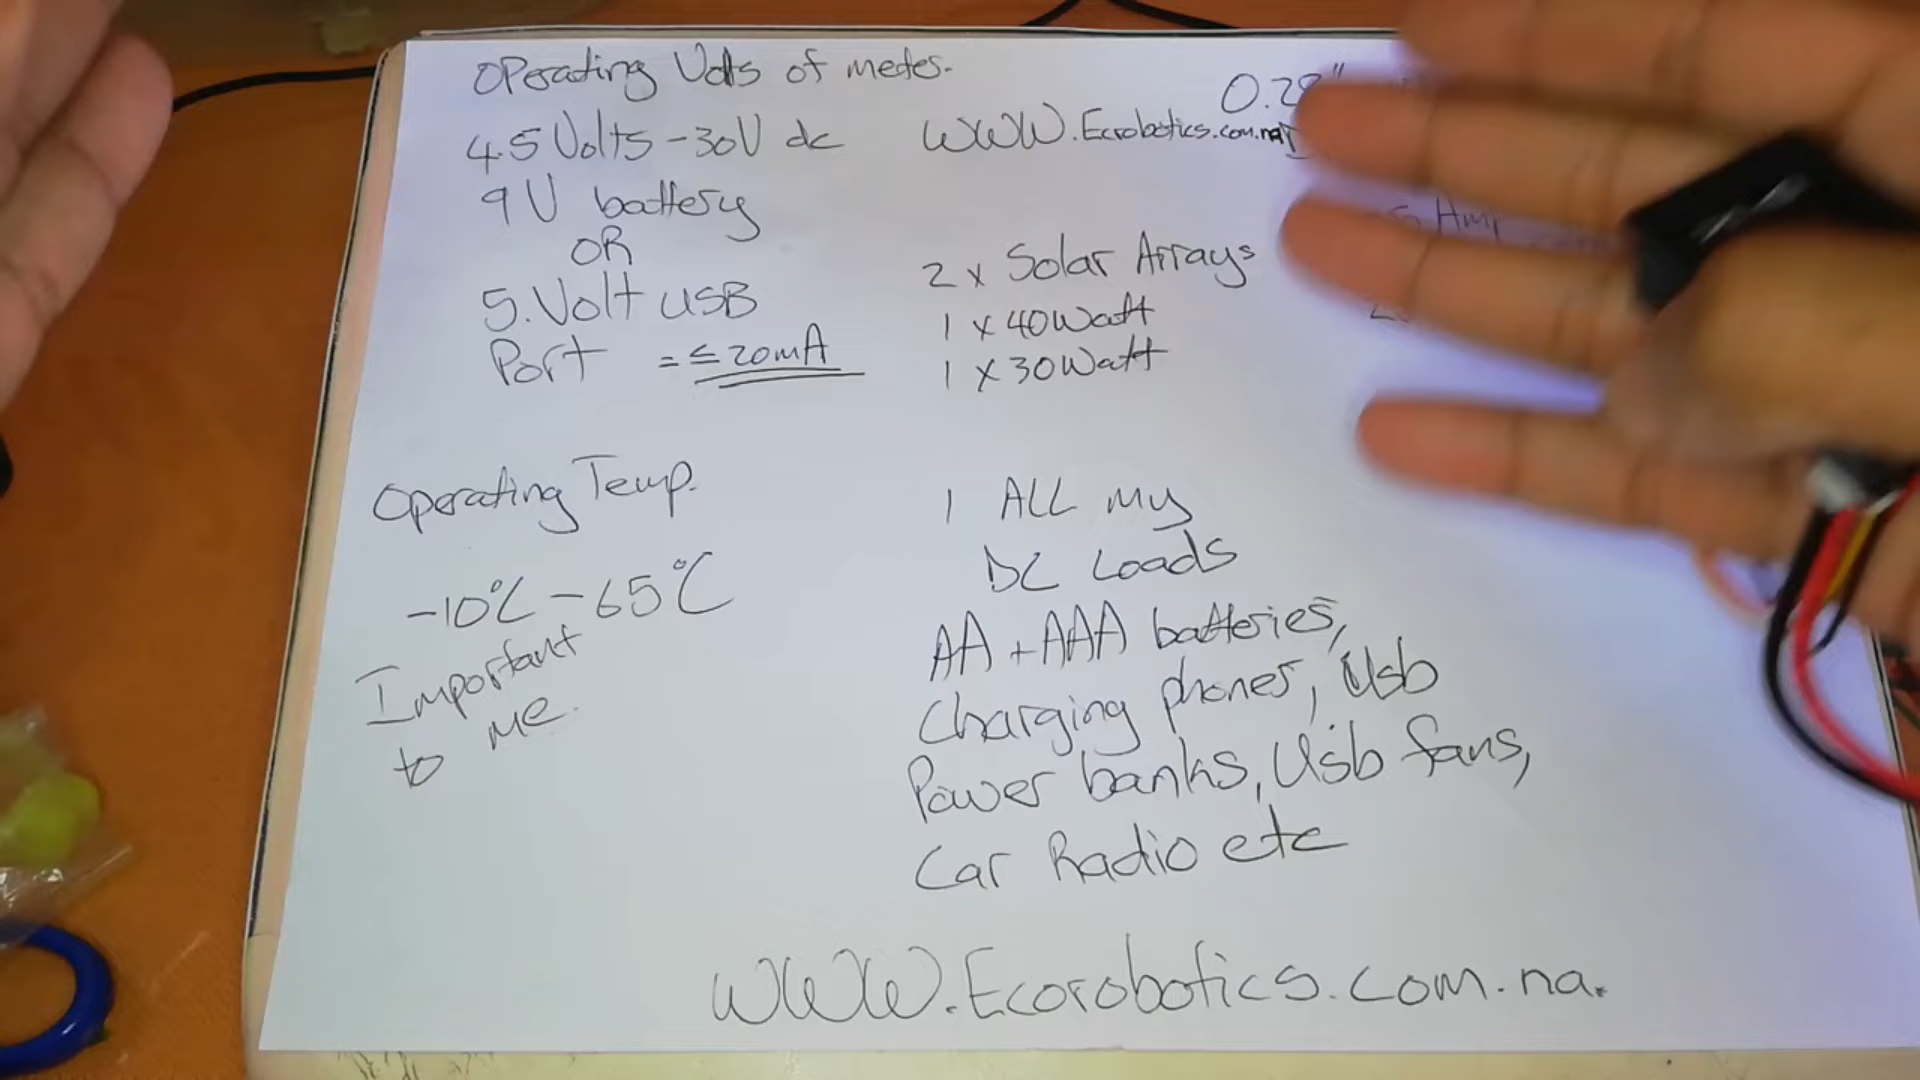 Operating Volts of meter.
4.5 Volts - 30V dc
9V battery
OR
5.Volt USB
Port = ≤ 20mA
Operating Temp.
-10°C - 65°C
Important
to me.
0.28"
WWW.Ecrobotics.com.na
2 x Solar Arrays
1 x 40Watt
1 x 30Watt
1 ALL my
DC Loads
AA + AAA batteries,
Charging phones, Usb
Power banks, Usb fans,
Car Radio etc
WWW.Ecorobotics.com.na.